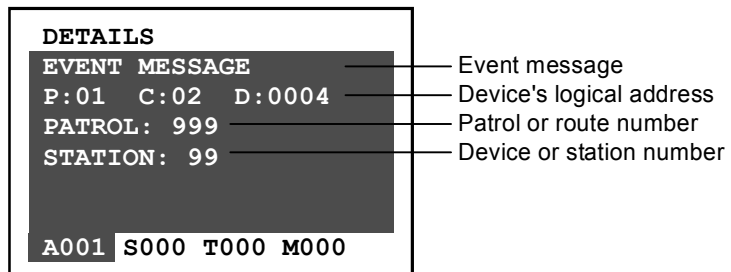 DETAILS
EVENT MESSAGE
P:01 C:02 D:0004
PATROL: 999
STATION: 99
A001 S000 T000 M000
Event message
Device's logical address
Patrol or route number
Device or station number